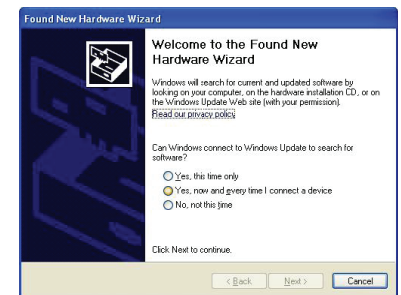 Found New Hardware Wizard
Welcome to the Found New
Hardware Wizard
Windows will search for current and updated software by
looking on your computer, on the hardware installation CD, or on
the Windows Update Web site (with your permission).
Read our privacy policy
Can Windows connect to Windows Update to search for
software?
Yes, this time only
Yes, now and every time I connect a device
No, not this time
Click Next to continue.
< Back Next > Cancel